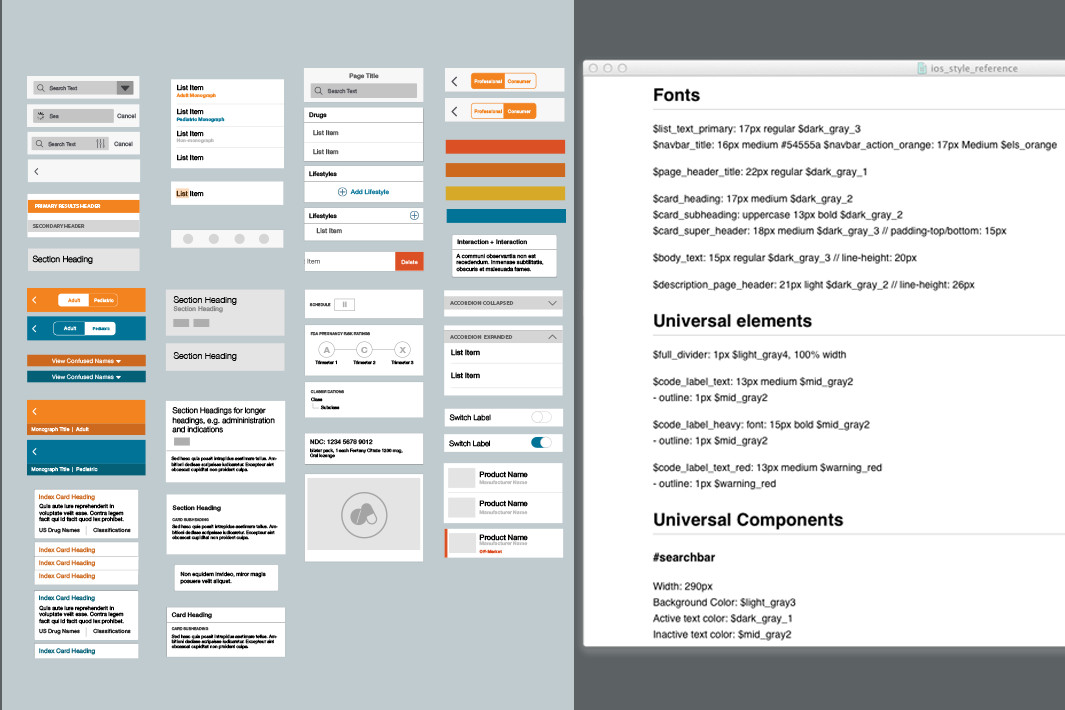 Search Text
Sea
Cancel
Search Text
Cancel
PRIMARY RESULTS HEADER
SECONDARY HEADER
Section Heading
Adult
Pediatric
Adult
Pediatric
View Confused Names
View Confused Names
Monograph Title | Adult
Monograph Title | Pediatric
Index Card Heading
Quis aute iure reprehenderit in
voluptate velit esse. Contra legem
facit qui id facit quod lex prohibet.
US Drug Names
Classifications
Index Card Heading
Index Card Heading
Index Card Heading
Index Card Heading
Quis aute iure reprehenderit in
voluptate velit esse. Contra legem
facit qui id facit quod lex prohibet.
US Drug Names
Classifications
Index Card Heading
List Item
Adult Monograph
List Item
Pediatric Monograph
List Item
Non-monograph
List Item
List Item
Section Heading
Section Heading
Section Heading
Section Headings for longer
headings, e.g. admininistration
and indications
Sed haec quis possit intrepidus aestimare tellus. Am-
bitioni dedisse scripsisse iudicaretur. Excepteur sint
obcaecat cupiditat non proident culpa.
Section Heading
CARD SUBHEADING
Sed haec quis possit intrepidus aestimare tellus. Am-
bitioni dedisse scripsisse iudicaretur. Excepteur sint
obcaecat cupiditat non proident culpa.
Non equidem invideo, miror magis
posuere velit aliquet.
Card Heading
CARD SUBHEADING
Sed haec quis possit intrepidus aestimare tellus. Am-
bitioni dedisse scripsisse iudicaretur. Excepteur sint
obcaecat cupiditat non proident culpa.
Page Title
Search Text
Drugs
List Item
List Item
Lifestyles
Add Lifestyle
Lifestyles
List Item
Item
Delete
SCHEDULE
II
FDA PREGNANCY RISK RATINGS
A
C
X
Trimester 1
Trimester 2
Trimester 3
CLASSIFICATIONS
Class
Subclass
NDC: 1234 5678 9012
blister pack, 1 each Fentany Citrate 1200 mcg,
Oral lozenge
Professional
Consumer
Professional
Consumer
Interaction + Interaction
A communi observantia non est
recedendum. Inmensae subtilitatis,
obscuris et malesuada fames.
ACCORDION COLLAPSED
ACCORDION EXPANDED
List Item
List Item
Switch Label
Switch Label
Product Name
Manufacturer Name
Product Name
Manufacturer Name
Product Name
Manufacturer Name
Off-Market
ios_style_reference
Fonts
$list_text_primary: 17px regular $dark_gray_3
$navbar_title: 16px medium #54555a $navbar_action_orange: 17px Medium $els_orange
$page_header_title: 22px regular $dark_gray_1
$card_heading: 17px medium $dark_gray_2
$card_subheading: uppercase 13px bold $dark_gray_2
$card_super_header: 18px medium $dark_gray_3 // padding-top/bottom: 15px
$body_text: 15px regular $dark_gray_3 // line-height: 20px
$description_page_header: 21px light $dark_gray_2 // line-height: 26px
Universal elements
$full_divider: 1px $light_gray4, 100% width
$code_label_text: 13px medium $mid_gray2
- outline: 1px $mid_gray2
$code_label_heavy: font: 15px bold $mid_gray2
- outline: 1px $mid_gray2
$code_label_text_red: 13px medium $warning_red
- outline: 1px $warning_red
Universal Components
#searchbar
Width: 290px
Background Color: $light_gray3
Active text color: $dark_gray_1
Inactive text color: $mid_gray2